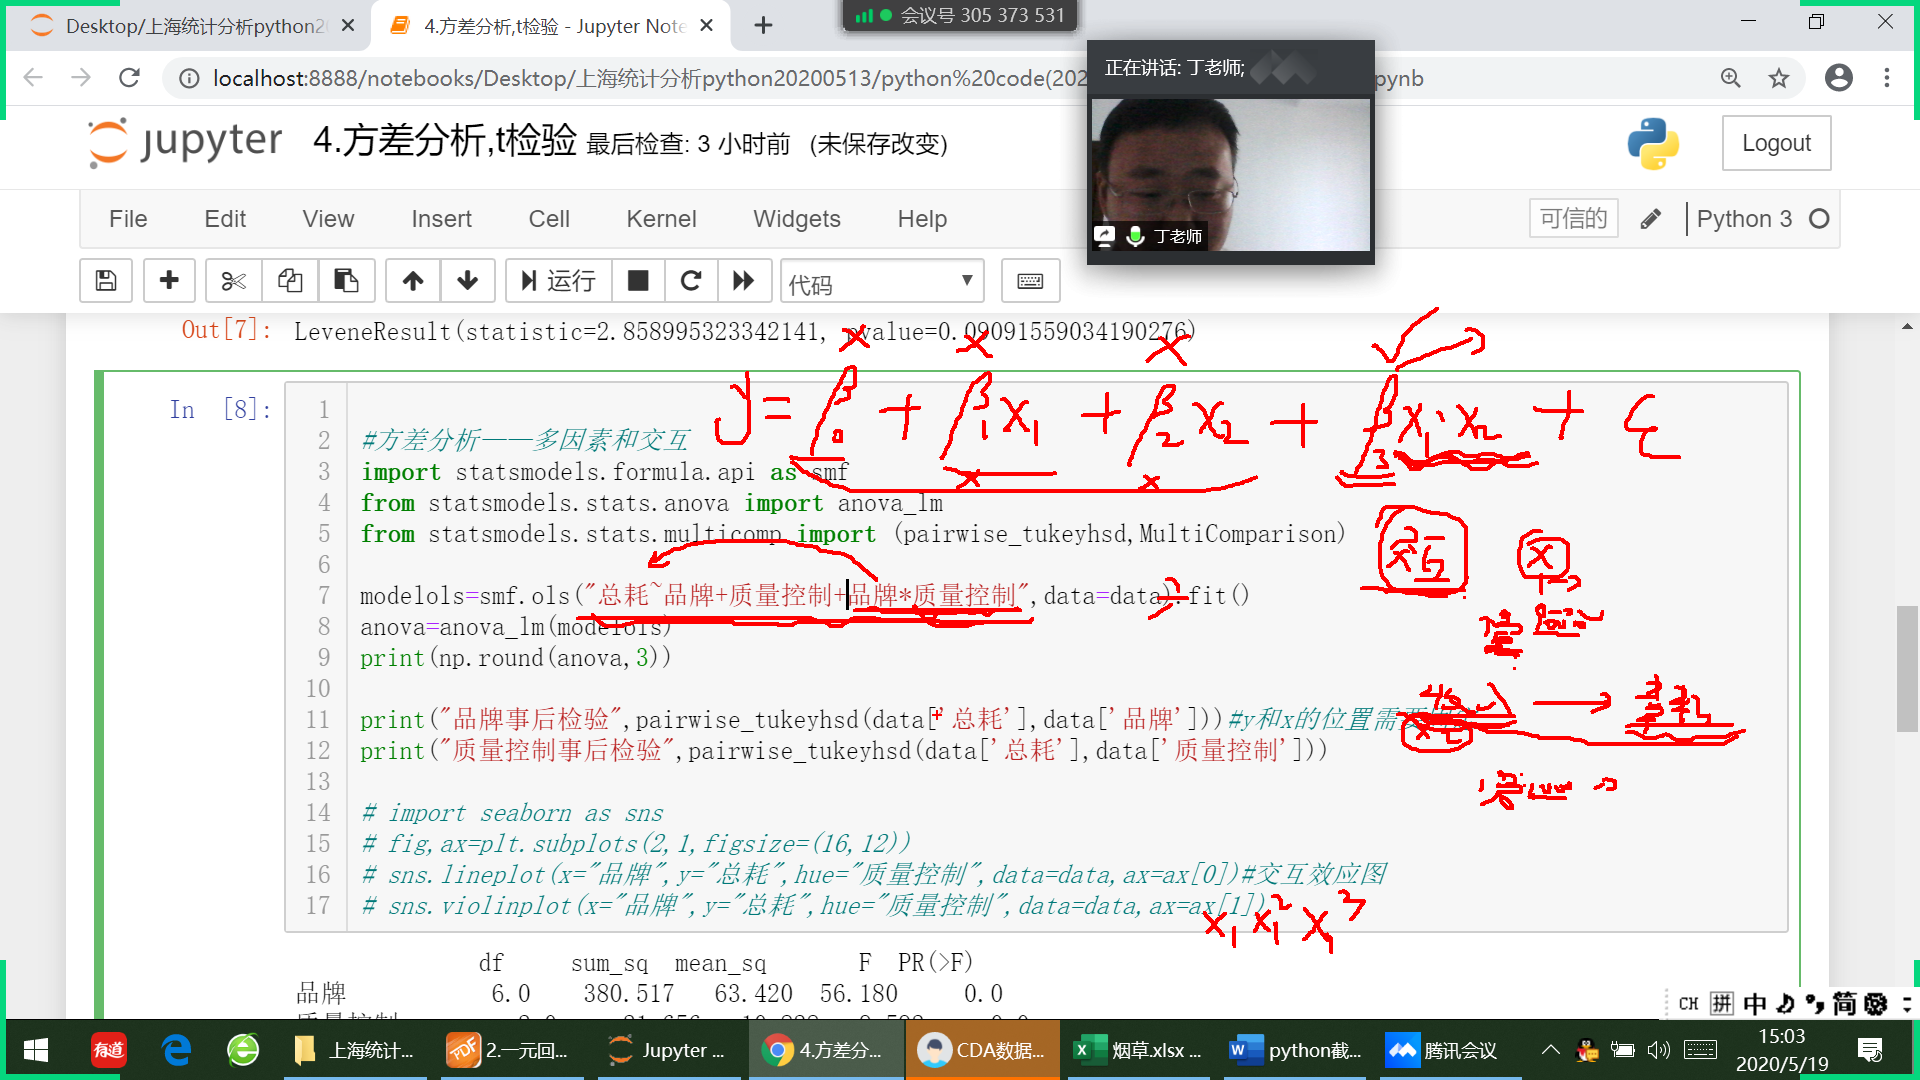 Desktop/上海统计分析python2
4.方差分析,t检验 - Jupyter Note
会议号 305 373 531
localhost:8888/notebooks/Desktop/上海统计分析python20200513/python%20code(202
pynb
正在讲话: 丁老师;
丁老师
jupyter
4.方差分析,t检验 最后检查: 3 小时前 (未保存改变)
Logout
File Edit View Insert Cell Kernel Widgets Help
可信的
Python 3
运行
代码
Out[7]: LeveneResult(statistic=2.858995323342141, pvalue=0.09091559034190276)
y = β0 + β1x1 + β2x2 + β3x1·x2 + ε
In [8]:
1
2 #方差分析——多因素和交互
3 import statsmodels.formula.api as smf
4 from statsmodels.stats.anova import anova_lm
5 from statsmodels.stats.multicomp import (pairwise_tukeyhsd,MultiComparison)
6
7 modelols=smf.ols("总耗~品牌+质量控制+品牌*质量控制",data=data).fit()
8 anova=anova_lm(modelols)
9 print(np.round(anova,3))
10
11 print("品牌事后检验",pairwise_tukeyhsd(data['总耗'],data['品牌']))#y和x的位置需要
12 print("质量控制事后检验",pairwise_tukeyhsd(data['总耗'],data['质量控制']))
13
14 # import seaborn as sns
15 # fig,ax=plt.subplots(2,1,figsize=(16,12))
16 # sns.lineplot(x="品牌",y="总耗",hue="质量控制",data=data,ax=ax[0])#交互效应图
17 # sns.violinplot(x="品牌",y="总耗",hue="质量控制",data=data,ax=ax[1])
x1 x1² x1³
df sum_sq mean_sq F PR(>F)
品牌 6.0 380.517 63.420 56.180 0.0
CH 拼 中 简
有道
上海统计...
2.一元回...
Jupyter ...
4.方差分...
CDA数据...
烟草.xlsx ...
python截...
腾讯会议
15:03
2020/5/19